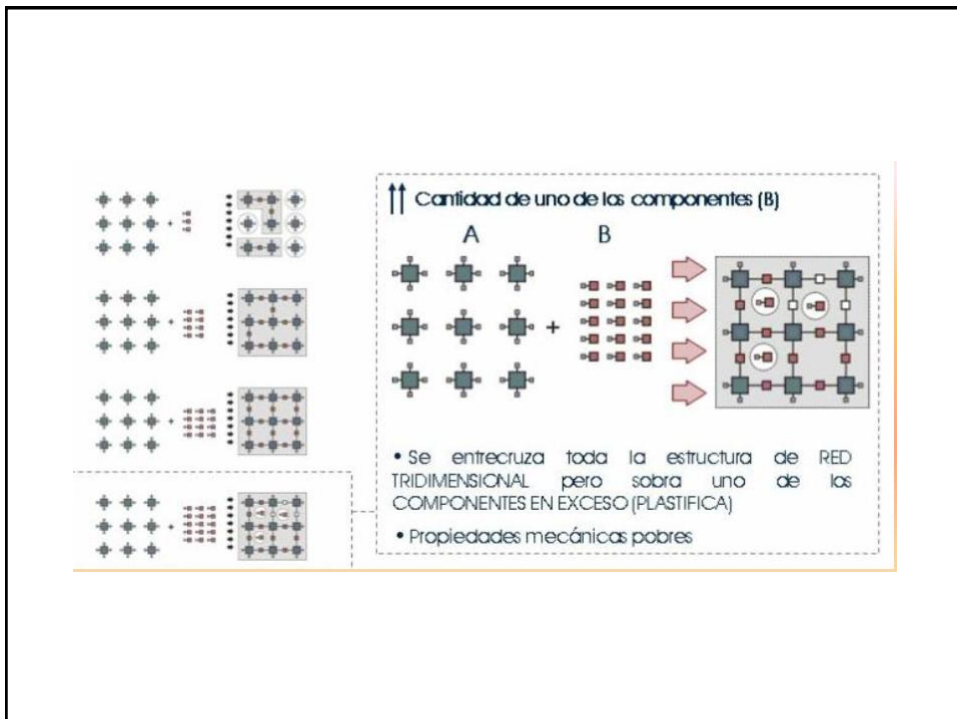 ↑↑ Cantidad de uno de los componentes (B)
A B
+
+
+
+
+
• Se entrecruza toda la estructura de RED
TRIDIMENSIONAL pero sobra uno de los
COMPONENTES EN EXCESO (PLASTIFICA)
• Propiedades mecánicas pobres